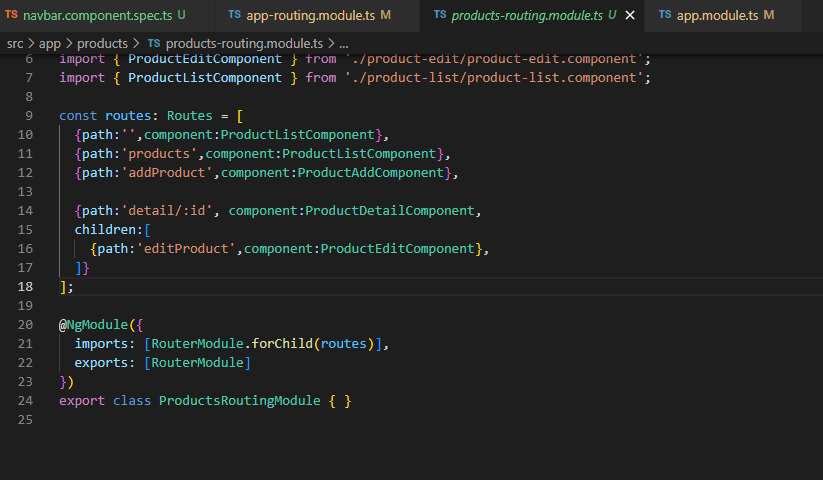 TS navbar.component.spec.ts U TS app-routing.module.ts M TS products-routing.module.ts U × TS app.module.ts M
src > app > products > TS products-routing.module.ts > ...
6 import { ProductEditComponent } from './product-edit/product-edit.component';
7 import { ProductListComponent } from './product-list/product-list.component';
8
9 const routes: Routes = [
10 {path:'',component:ProductListComponent},
11 {path:'products',component:ProductListComponent},
12 {path:'addProduct',component:ProductAddComponent},
13
14 {path:'detail/:id', component:ProductDetailComponent,
15 children:[
16 {path:'editProduct',component:ProductEditComponent},
17 ]}
18 ];
19
20 @NgModule({
21 imports: [RouterModule.forChild(routes)],
22 exports: [RouterModule]
23 })
24 export class ProductsRoutingModule { }
25